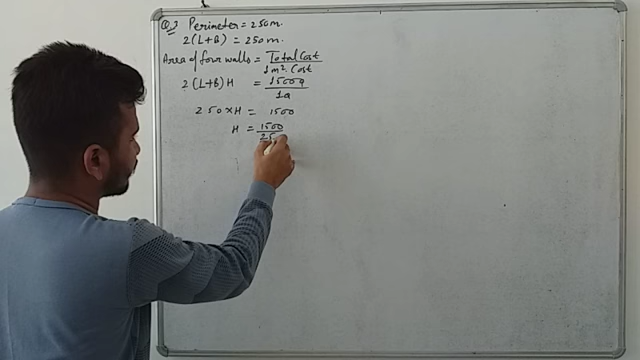 Q.3 Perimeter = 250m.
2(L+B) = 250m.
Area of four walls = Total Cost / 1m². Cost
2(L+B)H = 15000 / 10
250×H = 1500
H = 1500 / 25